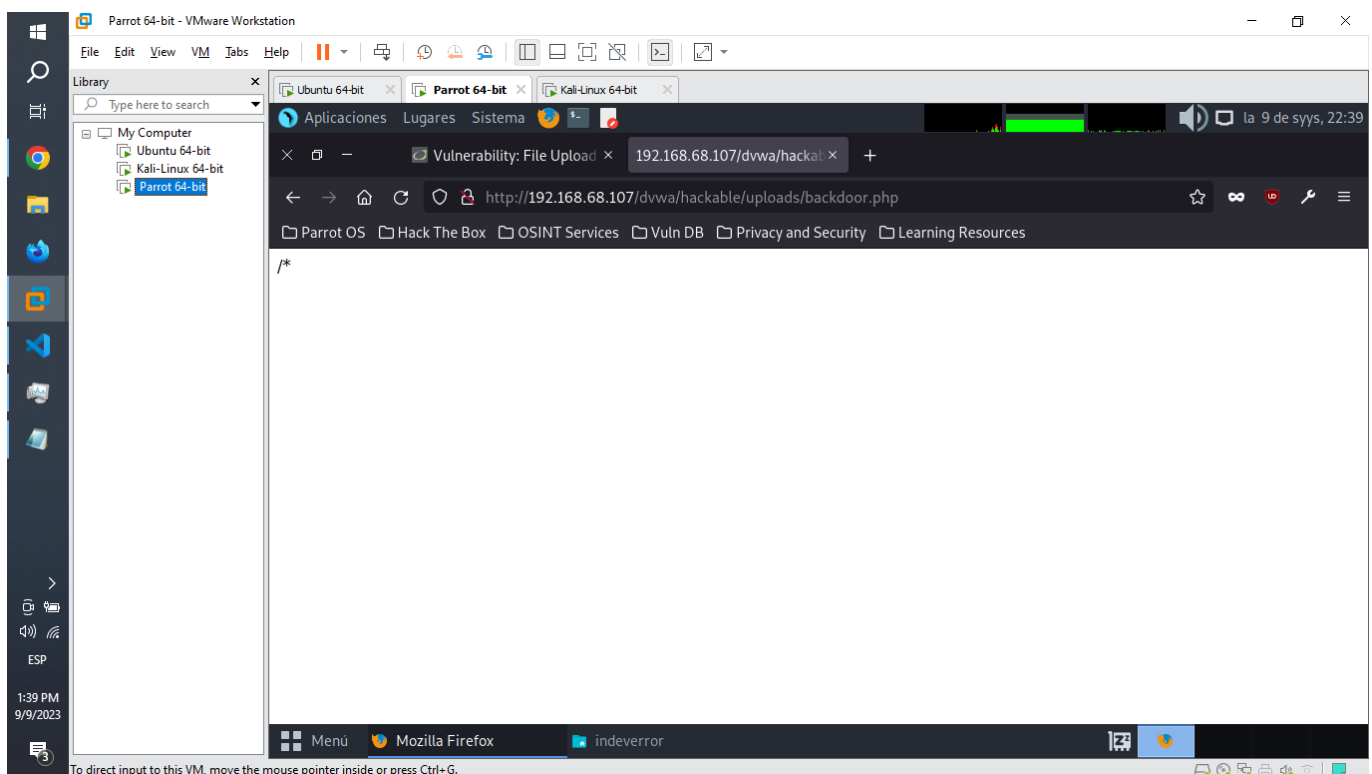 Parrot 64-bit - VMware Workstation
File Edit View VM Tabs Help
Library
Type here to search
My Computer
Ubuntu 64-bit
Kali-Linux 64-bit
Parrot 64-bit
Ubuntu 64-bit Parrot 64-bit Kali-Linux 64-bit
Aplicaciones Lugares Sistema la 9 de syys, 22:39
Vulnerability: File Upload 192.168.68.107/dvwa/hackab
http://192.168.68.107/dvwa/hackable/uploads/backdoor.php
Parrot OS Hack The Box OSINT Services Vuln DB Privacy and Security Learning Resources
/*
ESP
1:39 PM
9/9/2023
3
Menú Mozilla Firefox indeverror
To direct input to this VM, move the mouse pointer inside or press Ctrl+G.